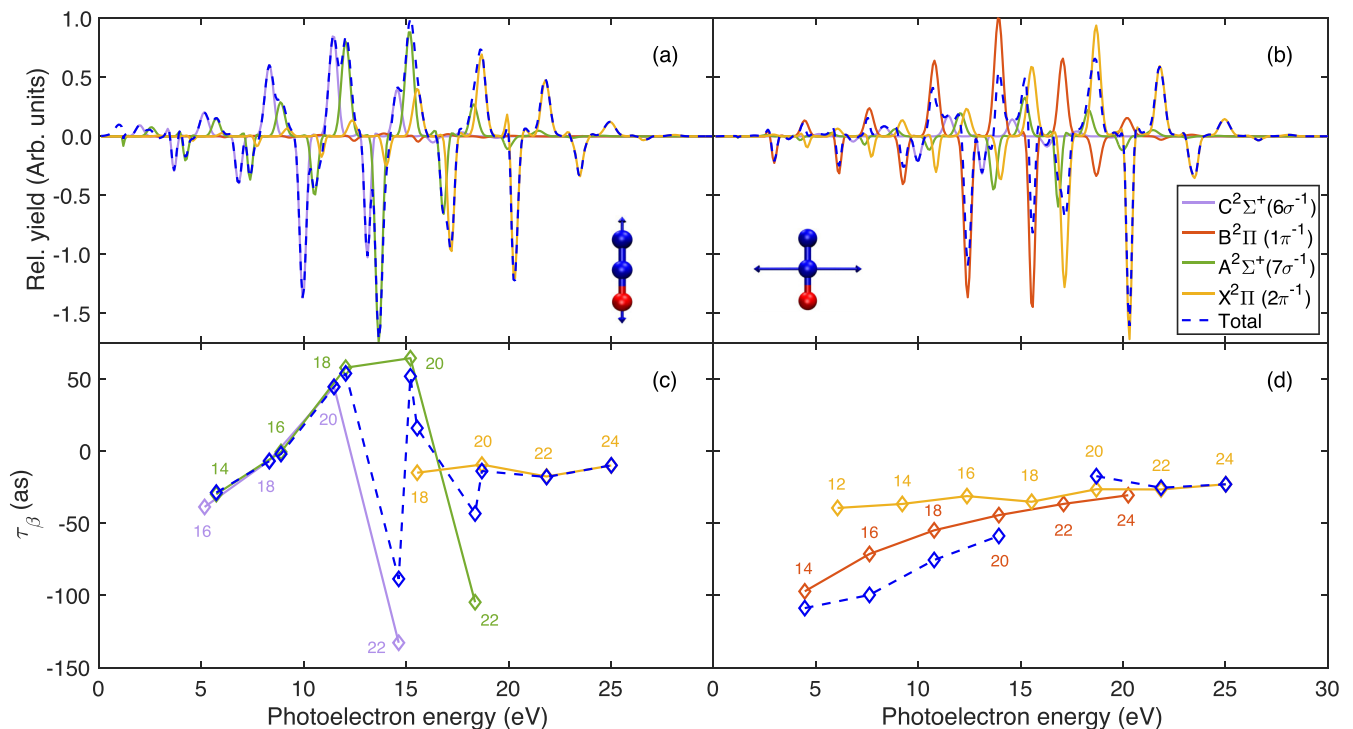 1.0
0.5
0.0
-0.5
-1.0
-1.5
Rel. yield (Arb. units)
(a)
(b)
C²Σ⁺(6σ⁻¹)
B²Π (1π⁻¹)
A²Σ⁺(7σ⁻¹)
X²Π (2π⁻¹)
Total
50
0
-50
-100
-150
τβ (as)
(c)
18
20
16
20
14
18
16
20
22
24
18
22
22
(d)
20
22
24
12
14
16
18
18
16
14
20
22
24
0 5 10 15 20 25 0 5 10 15 20 25 30
Photoelectron energy (eV) Photoelectron energy (eV)